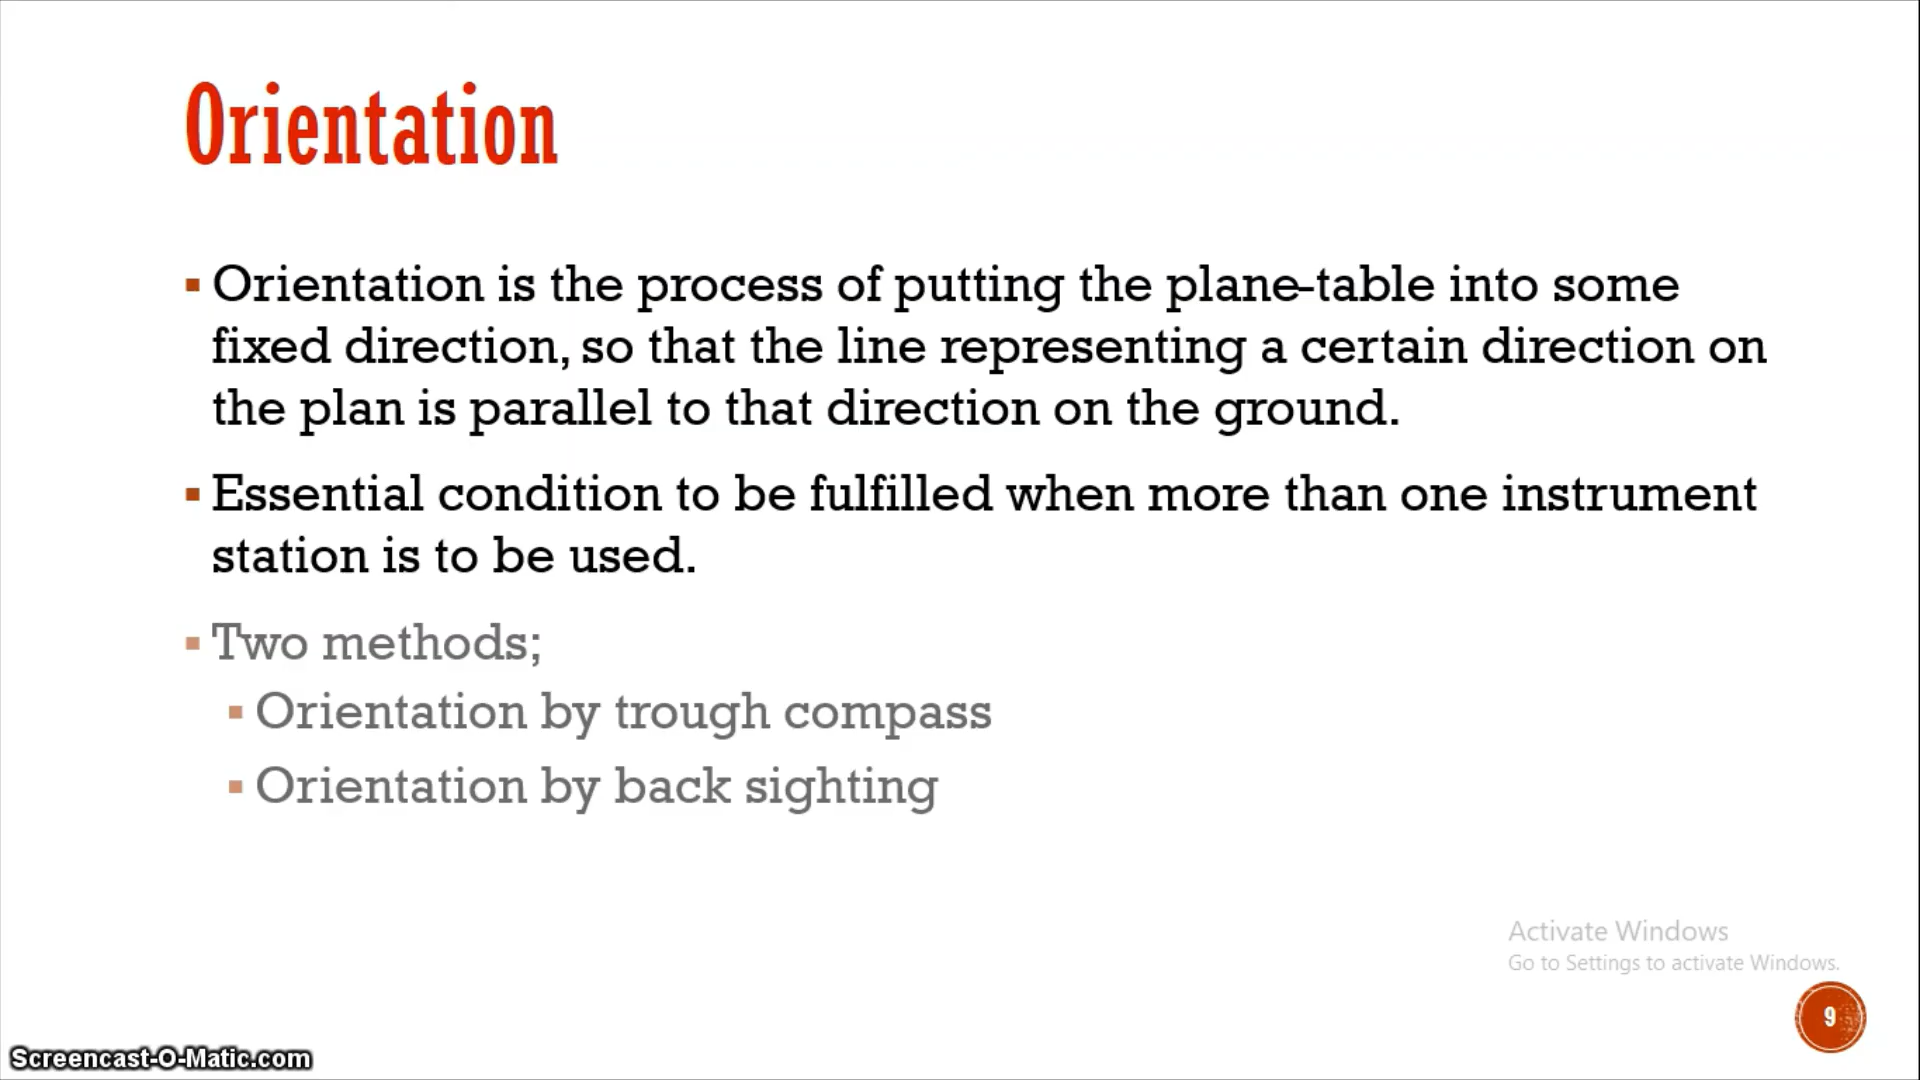 Orientation
▪ Orientation is the process of putting the plane-table into some
fixed direction, so that the line representing a certain direction on
the plan is parallel to that direction on the ground.
▪ Essential condition to be fulfilled when more than one instrument
station is to be used.
▪ Two methods;
▪ Orientation by trough compass
▪ Orientation by back sighting
Activate Windows
Go to Settings to activate Windows.
9
Screencast-O-Matic.com